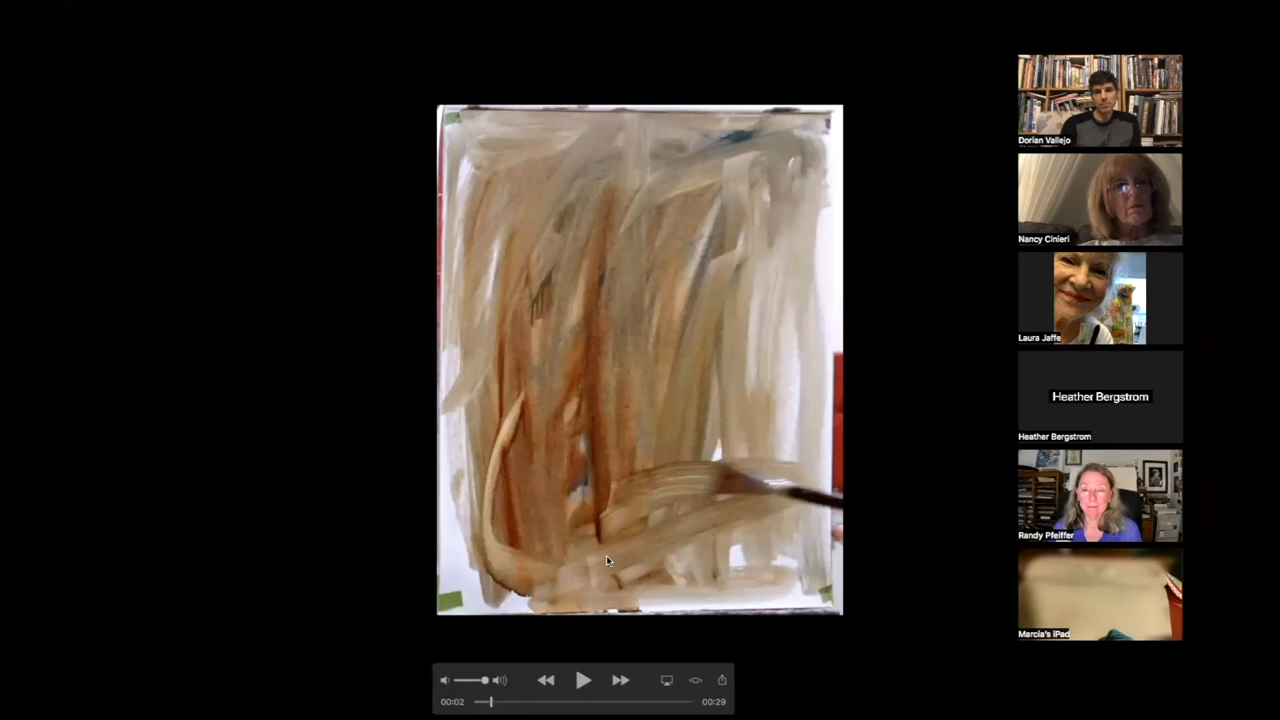 Dorian Vallejo
Nancy Cinieri
Laura Jaffe
Heather Bergstrom
Heather Bergstrom
Randy Pfeiffer
Marcia's iPad
00:02
00:29